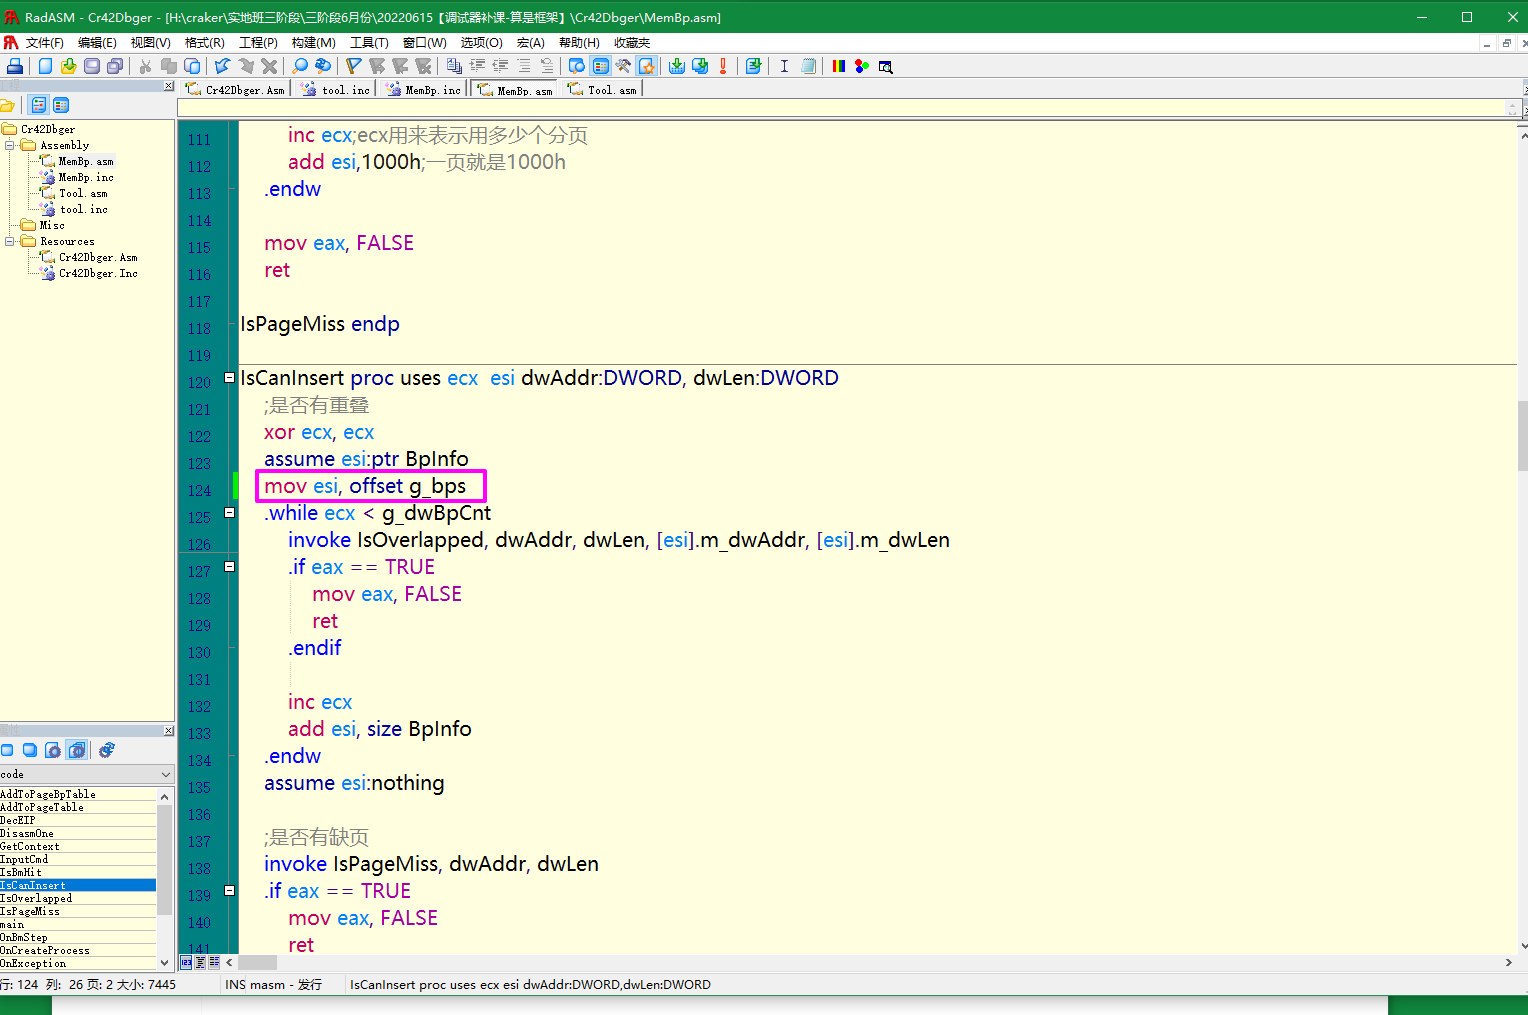 RadASM - Cr42Dbger - [H:\craker\实地班三阶段\三阶段6月份\20220615【调试器补课-算是框架】\Cr42Dbger\MemBp.asm]
文件(F) 编辑(E) 视图(V) 格式(R) 工程(P) 构建(M) 工具(T) 窗口(W) 选项(O) 宏(A) 帮助(H) 收藏夹
Cr42Dbger.Asm tool.inc MemBp.inc MemBp.asm Tool.asm
Cr42Dbger
Assembly
MemBp.asm
MemBp.inc
Tool.asm
tool.inc
Misc
Resources
Cr42Dbger.Asm
Cr42Dbger.Inc
code
AddToPageBpTable
AddToPageTable
DecEIP
DisasmOne
GetContext
InputCmd
IsBmHit
IsCanInsert
IsOverlapped
IsPageMiss
main
OnBmStep
OnCreateProcess
OnException
111 inc ecx;ecx用来表示用多少个分页
112 add esi,1000h;一页就是1000h
113 .endw
114
115 mov eax, FALSE
116 ret
117
118 IsPageMiss endp
119
120 IsCanInsert proc uses ecx  esi dwAddr:DWORD, dwLen:DWORD
121 ;是否有重叠
122 xor ecx, ecx
123 assume esi:ptr BpInfo
124 mov esi, offset g_bps
125 .while ecx < g_dwBpCnt
126 invoke IsOverlapped, dwAddr, dwLen, [esi].m_dwAddr, [esi].m_dwLen
127 .if eax == TRUE
128 mov eax, FALSE
129 ret
130 .endif
131
132 inc ecx
133 add esi, size BpInfo
134 .endw
135 assume esi:nothing
136
137 ;是否有缺页
138 invoke IsPageMiss, dwAddr, dwLen
139 .if eax == TRUE
140 mov eax, FALSE
141 ret
行: 124 列: 26 页: 2 大小: 7445 INS masm - 发行 IsCanInsert proc uses ecx esi dwAddr:DWORD,dwLen:DWORD